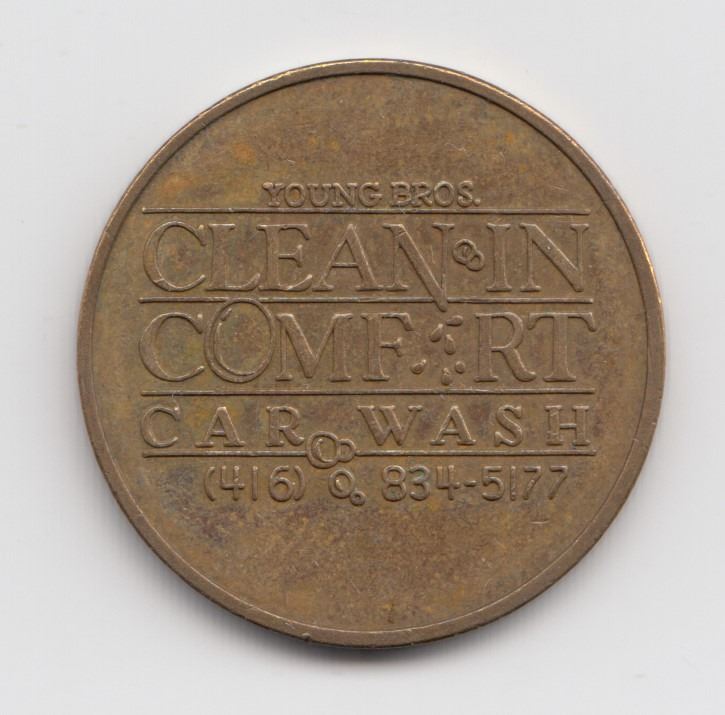 YOUNG BROS.
CLEAN·IN
COMFORT
CAR WASH
(416) 834-5177